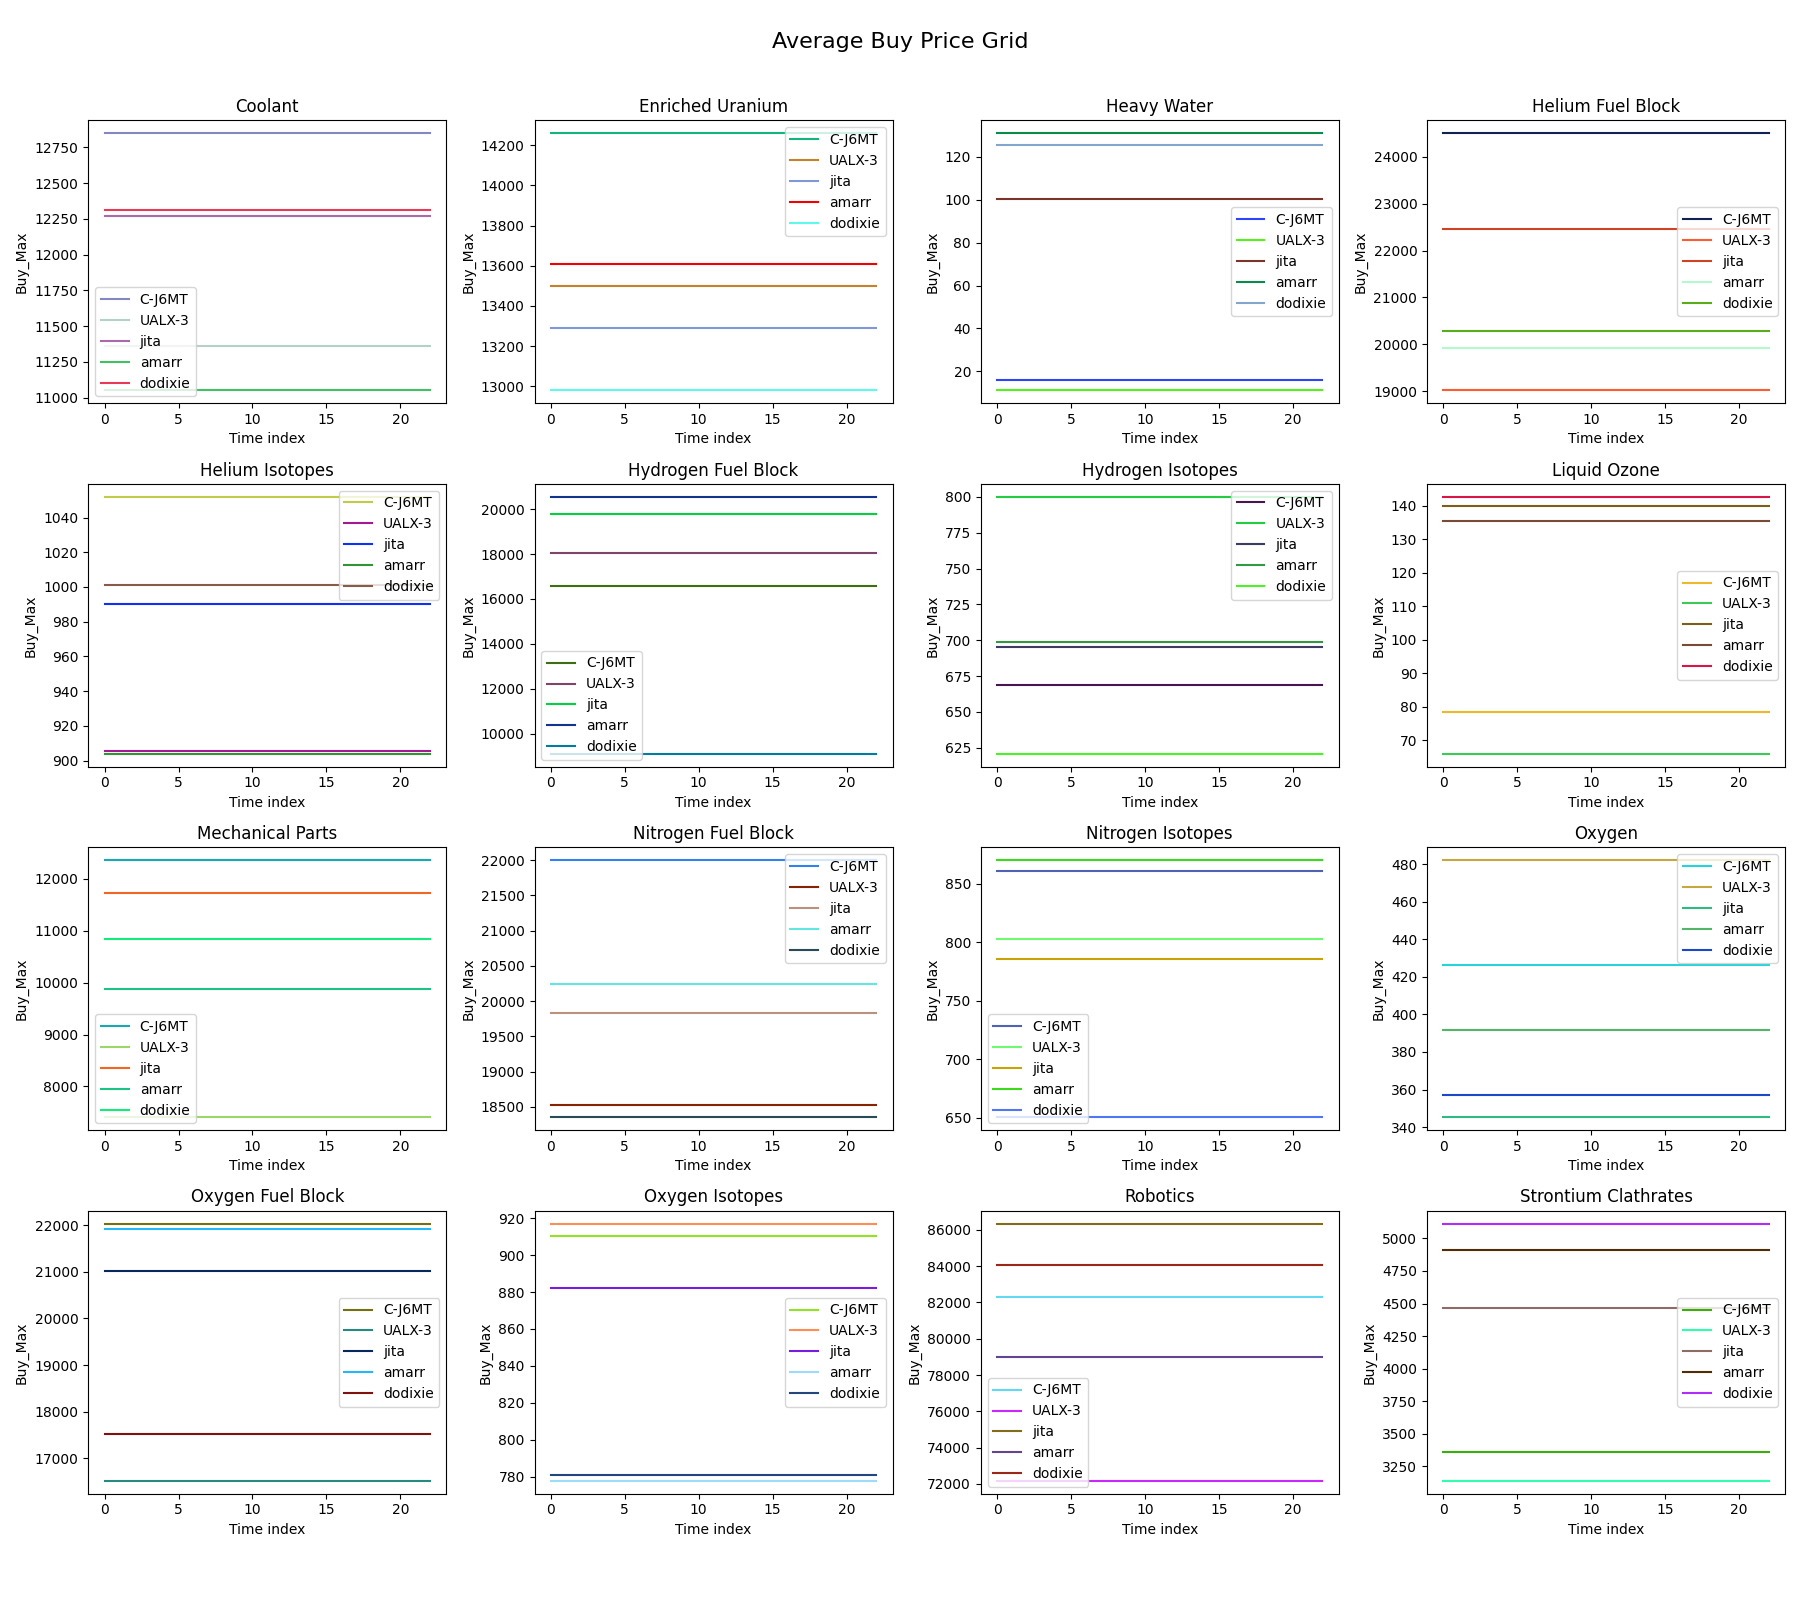 Average Buy Price Grid
Coolant
Buy_Max
12750
12500
12250
12000
11750
11500
11250
11000
C-J6MT
UALX-3
jita
amarr
dodixie
0 5 10 15 20
Time index
Enriched Uranium
Buy_Max
14200
14000
13800
13600
13400
13200
13000
C-J6MT
UALX-3
jita
amarr
dodixie
0 5 10 15 20
Time index
Heavy Water
Buy_Max
120
100
80
60
40
20
C-J6MT
UALX-3
jita
amarr
dodixie
0 5 10 15 20
Time index
Helium Fuel Block
Buy_Max
24000
23000
22000
21000
20000
19000
C-J6MT
UALX-3
jita
amarr
dodixie
0 5 10 15 20
Time index
Helium Isotopes
Buy_Max
1040
1020
1000
980
960
940
920
900
C-J6MT
UALX-3
jita
amarr
dodixie
0 5 10 15 20
Time index
Hydrogen Fuel Block
Buy_Max
20000
18000
16000
14000
12000
10000
C-J6MT
UALX-3
jita
amarr
dodixie
0 5 10 15 20
Time index
Hydrogen Isotopes
Buy_Max
800
775
750
725
700
675
650
625
C-J6MT
UALX-3
jita
amarr
dodixie
0 5 10 15 20
Time index
Liquid Ozone
Buy_Max
140
130
120
110
100
90
80
70
C-J6MT
UALX-3
jita
amarr
dodixie
0 5 10 15 20
Time index
Mechanical Parts
Buy_Max
12000
11000
10000
9000
8000
C-J6MT
UALX-3
jita
amarr
dodixie
0 5 10 15 20
Time index
Nitrogen Fuel Block
Buy_Max
22000
21500
21000
20500
20000
19500
19000
18500
C-J6MT
UALX-3
jita
amarr
dodixie
0 5 10 15 20
Time index
Nitrogen Isotopes
Buy_Max
850
800
750
700
650
C-J6MT
UALX-3
jita
amarr
dodixie
0 5 10 15 20
Time index
Oxygen
Buy_Max
480
460
440
420
400
380
360
340
C-J6MT
UALX-3
jita
amarr
dodixie
0 5 10 15 20
Time index
Oxygen Fuel Block
Buy_Max
22000
21000
20000
19000
18000
17000
C-J6MT
UALX-3
jita
amarr
dodixie
0 5 10 15 20
Time index
Oxygen Isotopes
Buy_Max
920
900
880
860
840
820
800
780
C-J6MT
UALX-3
jita
amarr
dodixie
0 5 10 15 20
Time index
Robotics
Buy_Max
86000
84000
82000
80000
78000
76000
74000
72000
C-J6MT
UALX-3
jita
amarr
dodixie
0 5 10 15 20
Time index
Strontium Clathrates
Buy_Max
5000
4750
4500
4250
4000
3750
3500
3250
C-J6MT
UALX-3
jita
amarr
dodixie
0 5 10 15 20
Time index